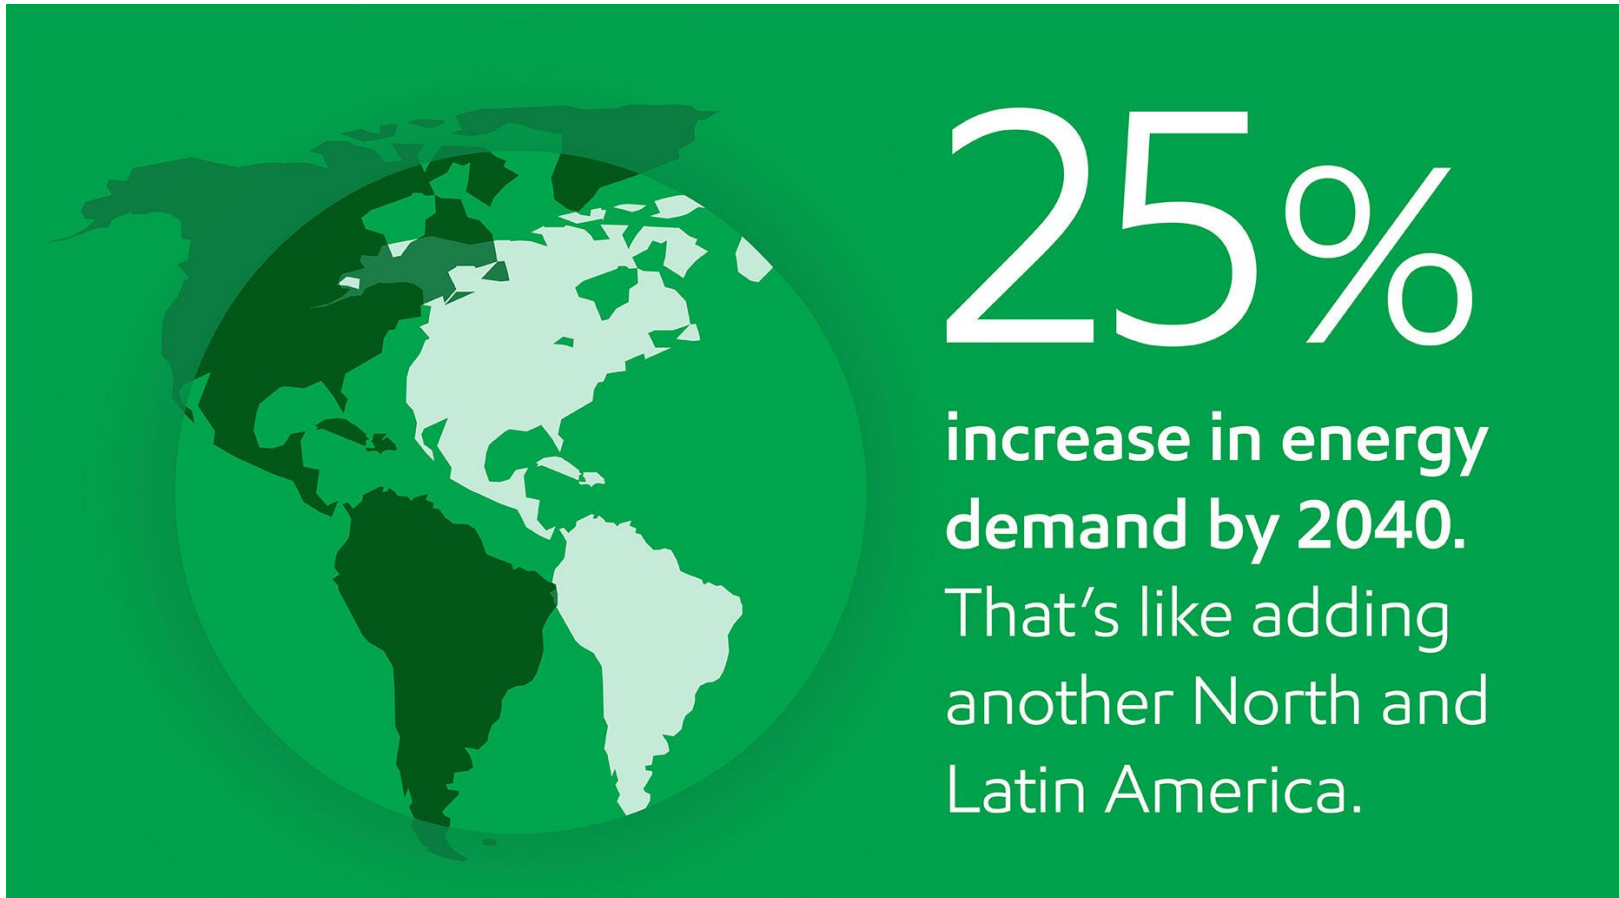 25%
increase in energy
demand by 2040.
That’s like adding
another North and
Latin America.